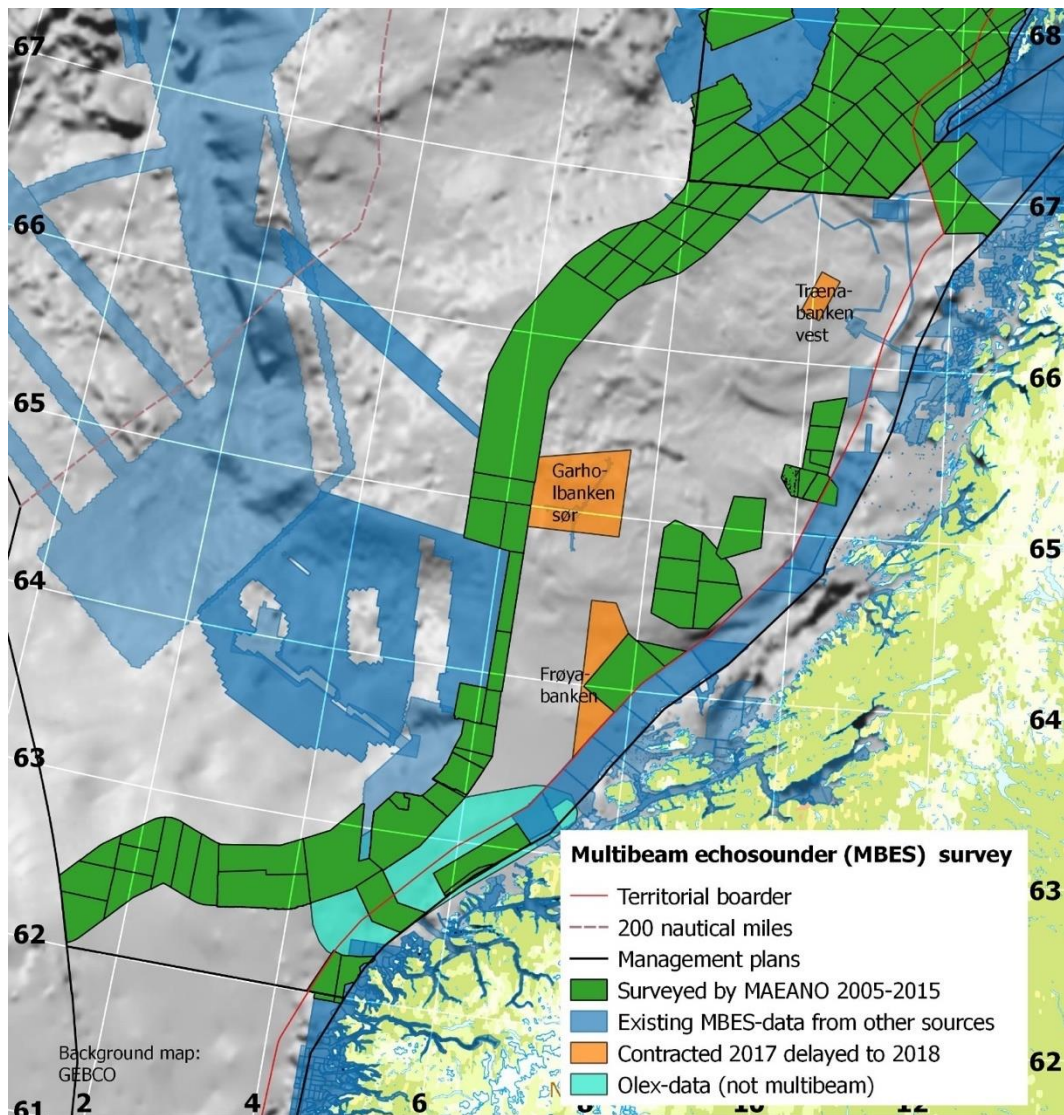 67
68
66
67
Træna-
banken
vest
65
66
Garho-
lbanken
sør
64
65
Frøya-
banken
64
63
Multibeam echosounder (MBES) survey
Territorial boarder
63
200 nautical miles
62
Management plans
Surveyed by MAEANO 2005-2015
Existing MBES-data from other sources
Contracted 2017 delayed to 2018
62
Olex-data (not multibeam)
Background map:
GEBCO
61
2
4
6
8
10
12